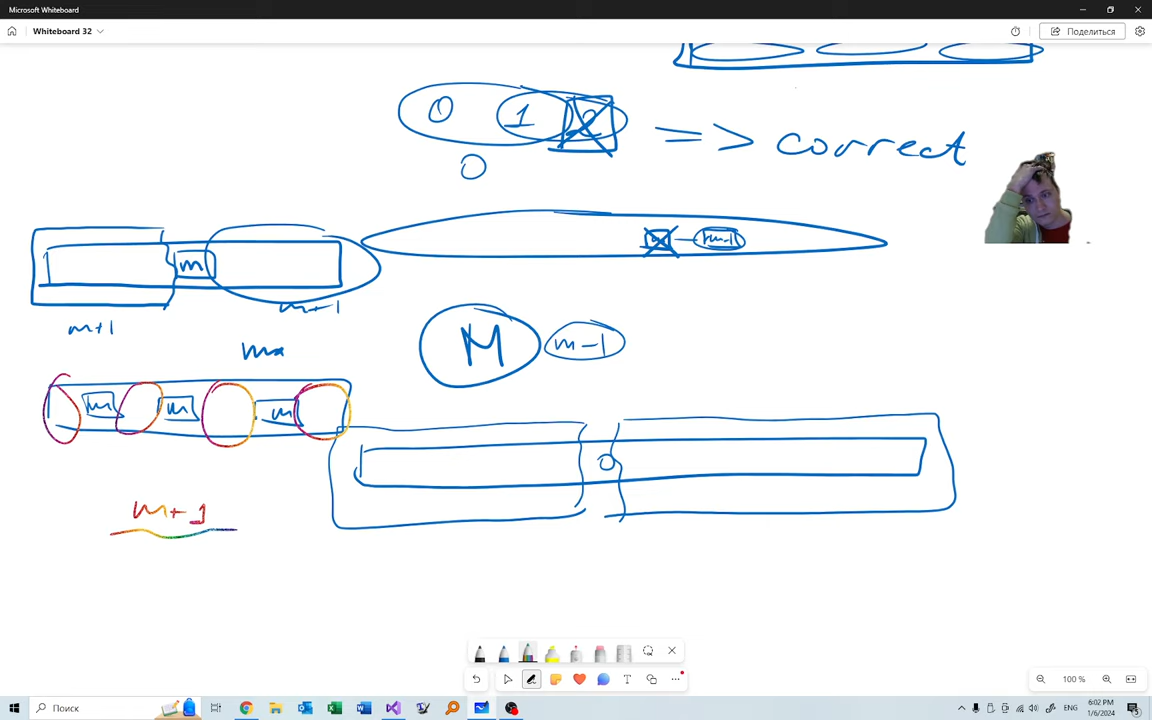 Microsoft Whiteboard
Whiteboard 32
Поделиться
0 1 2
0
=> correct
m
m-1
m
m+1
m+1
M
m-1
m m m
0
m+1
100 %
Поиск
ENG
6:02 PM
1/6/2024